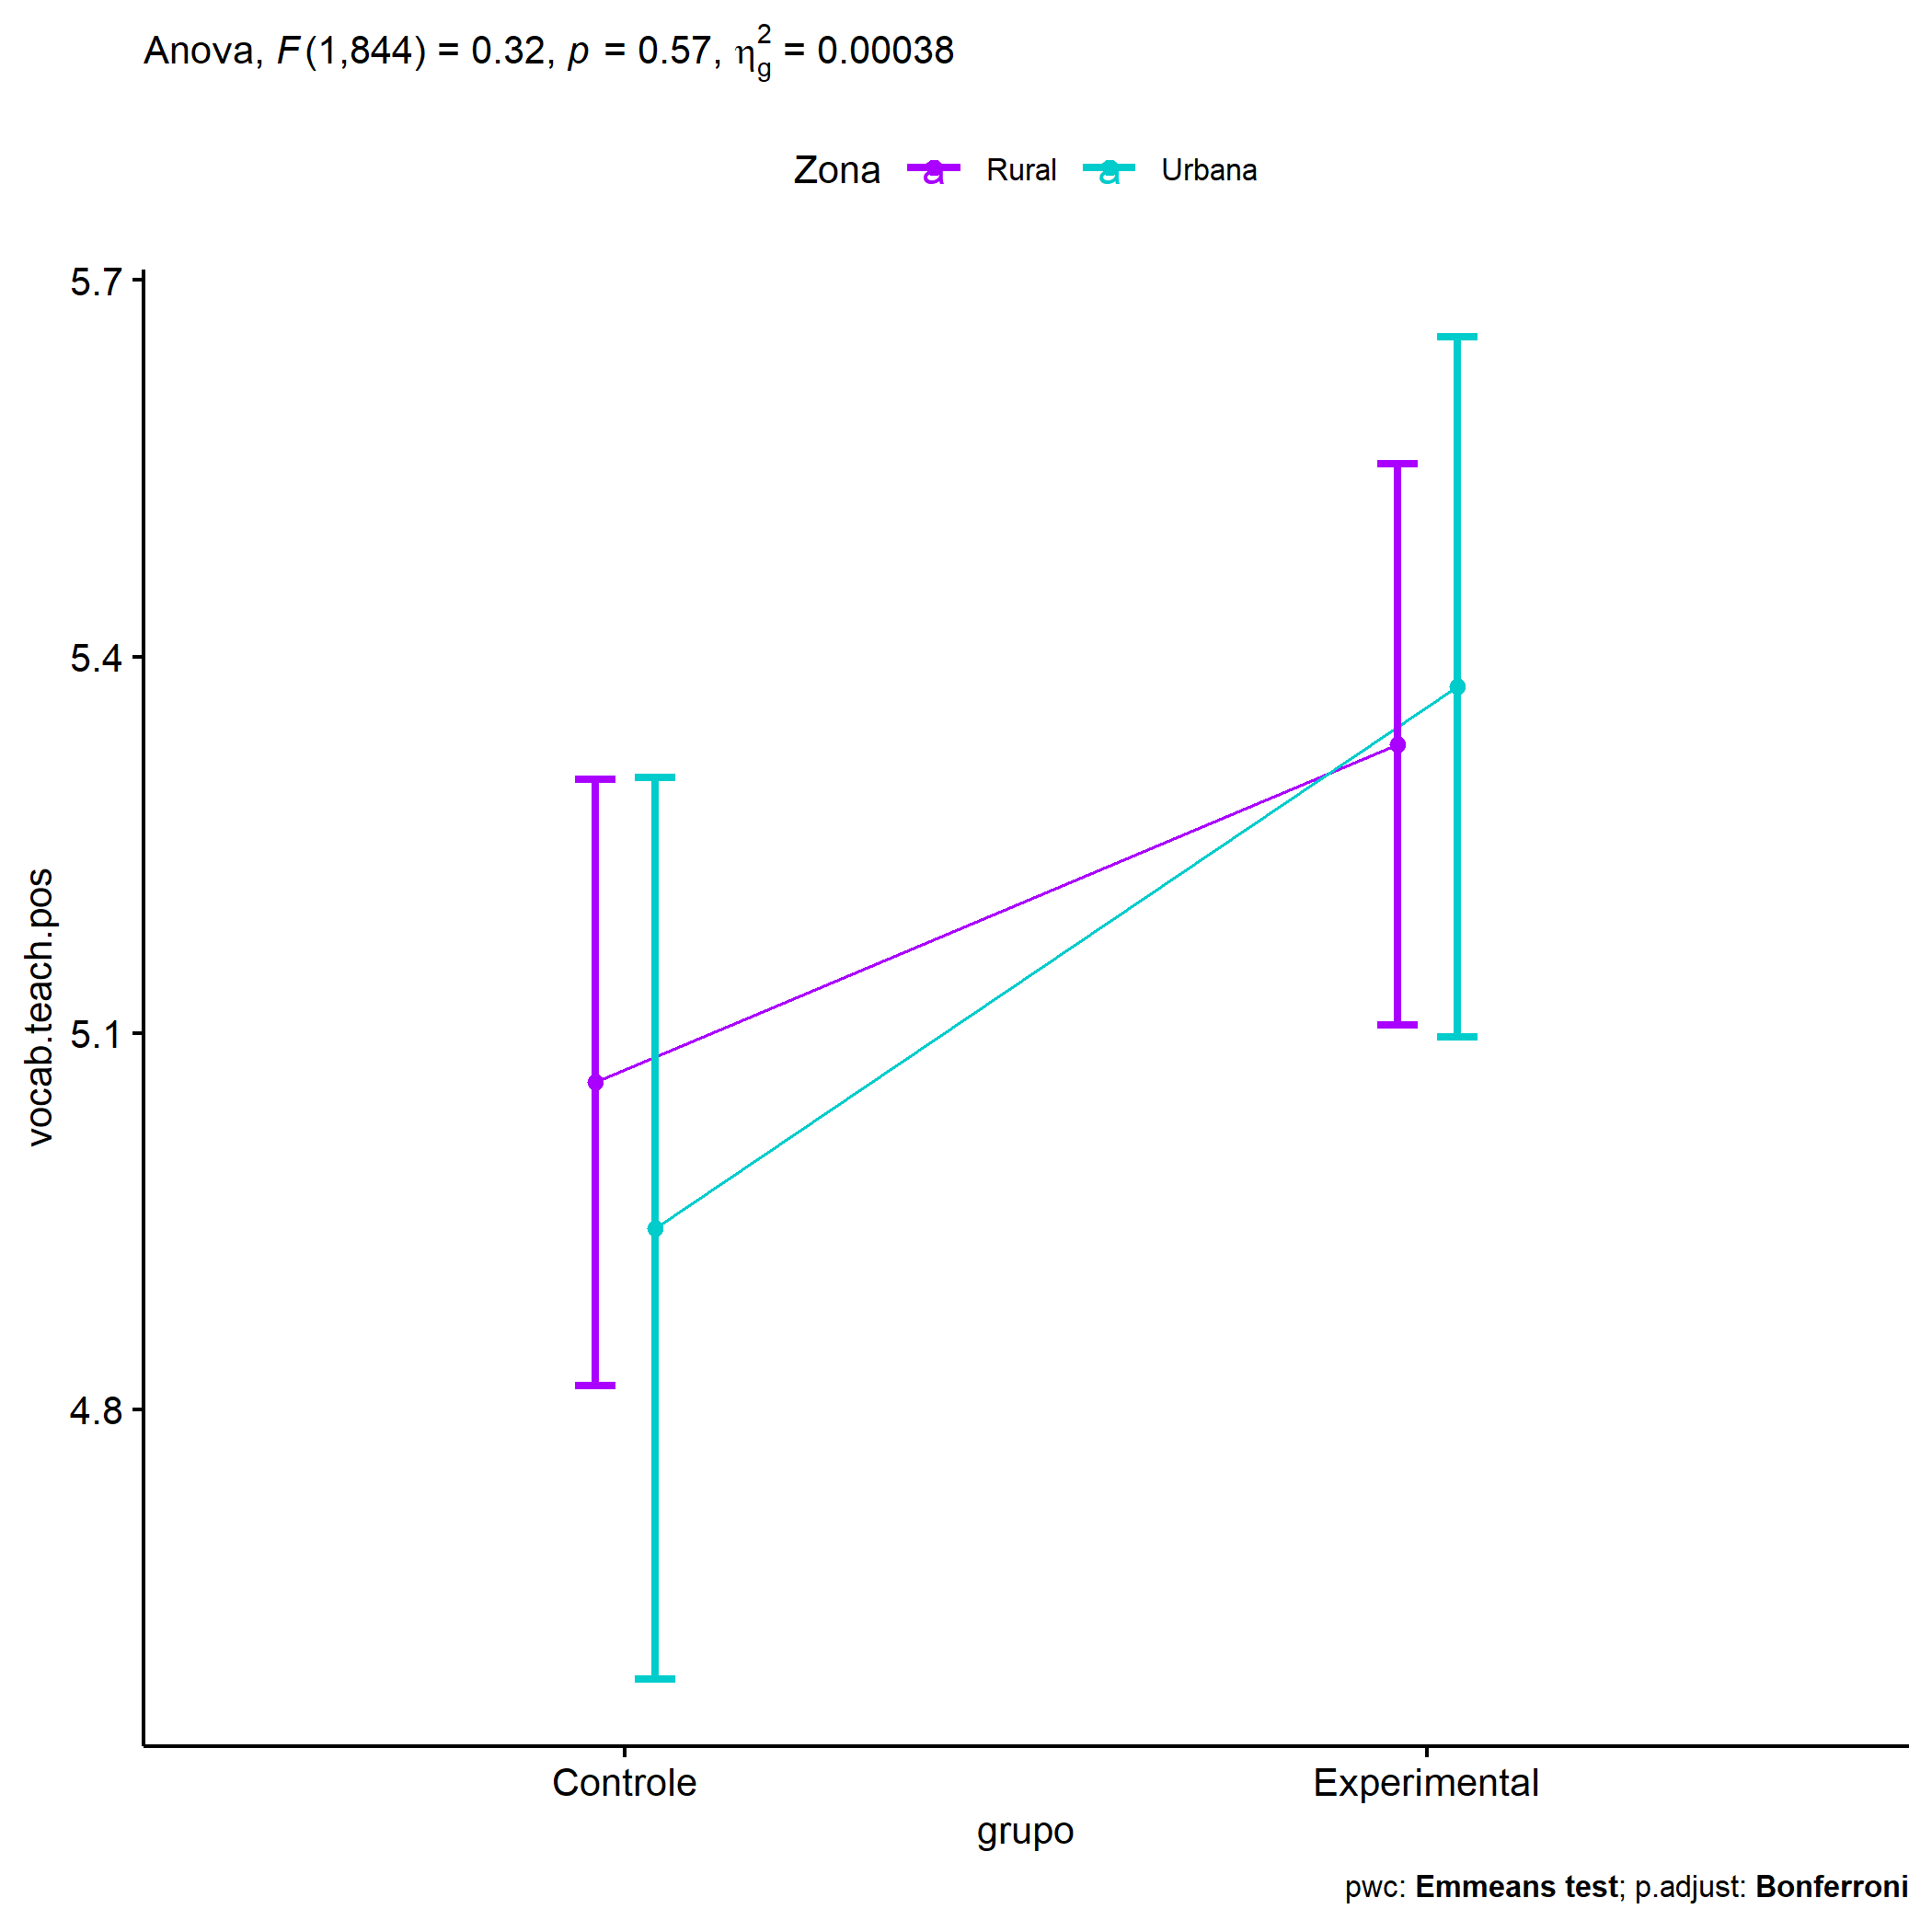 Anova, F(1,844) = 0.32, p = 0.57, η²g = 0.00038
Zona a Rural a Urbana
5.7
5.4
5.1
4.8
vocab.teach.pos
Controle Experimental
grupo
pwc: Emmeans test; p.adjust: Bonferroni